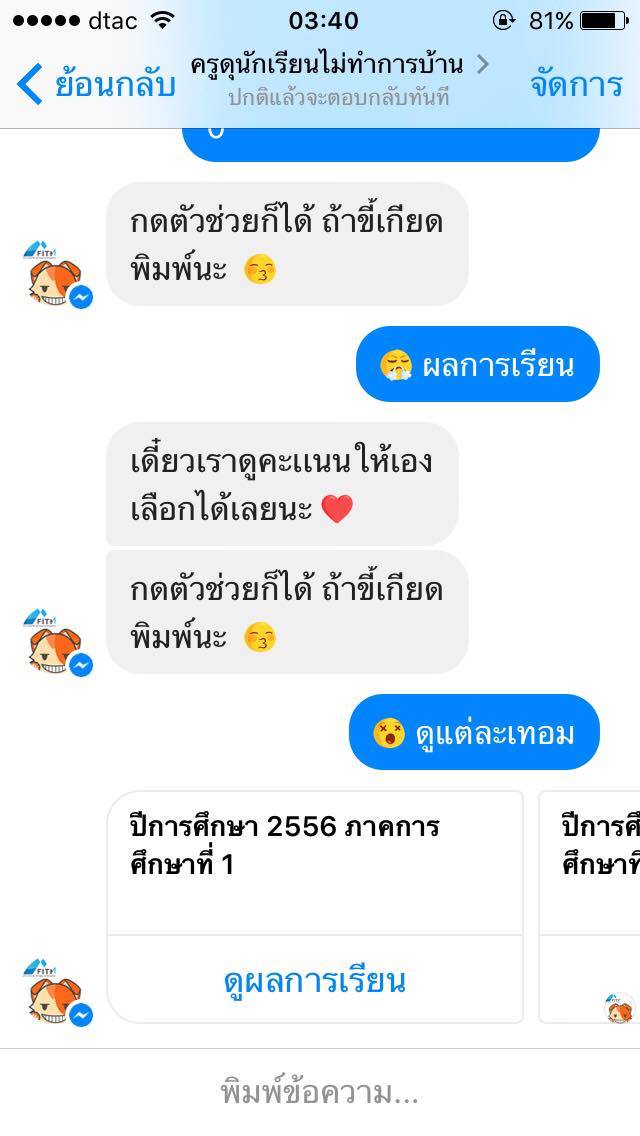 dtac 03:40 81%
ย้อนกลับ ครูดุนักเรียนไม่ทำการบ้าน จัดการ
ปกติแล้วจะตอบกลับทันที
กดตัวช่วยก็ได้ ถ้าขี้เกียด
พิมพ์นะ 😚
😤 ผลการเรียน
เดี๋ยวเราดูคะแนนให้เอง
เลือกได้เลยนะ ❤️
กดตัวช่วยก็ได้ ถ้าขี้เกียด
พิมพ์นะ 😚
😵 ดูแต่ละเทอม
ปีการศึกษา 2556 ภาคการ
ศึกษาที่ 1
ดูผลการเรียน
ปีการศึ
ศึกษาที่
FITM
พิมพ์ข้อความ...